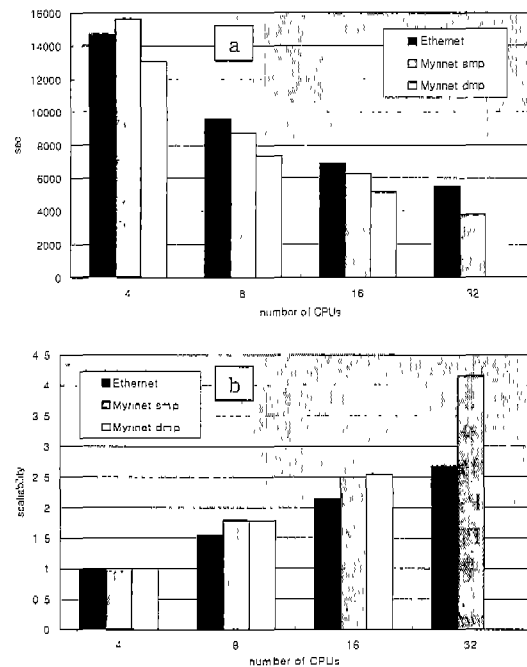 a
16000
14000
12000
10000
8000
6000
4000
2000
0
sec
Ethernet
Myrinet smp
Myrinet dmp
4
8
16
32
number of CPUs
b
4 5
4
3 5
3
2 5
2
1 5
1
0 5
0
scalability
Ethernet
Myrinet smp
Myrinet dmp
4
8
16
32
number of CPUs